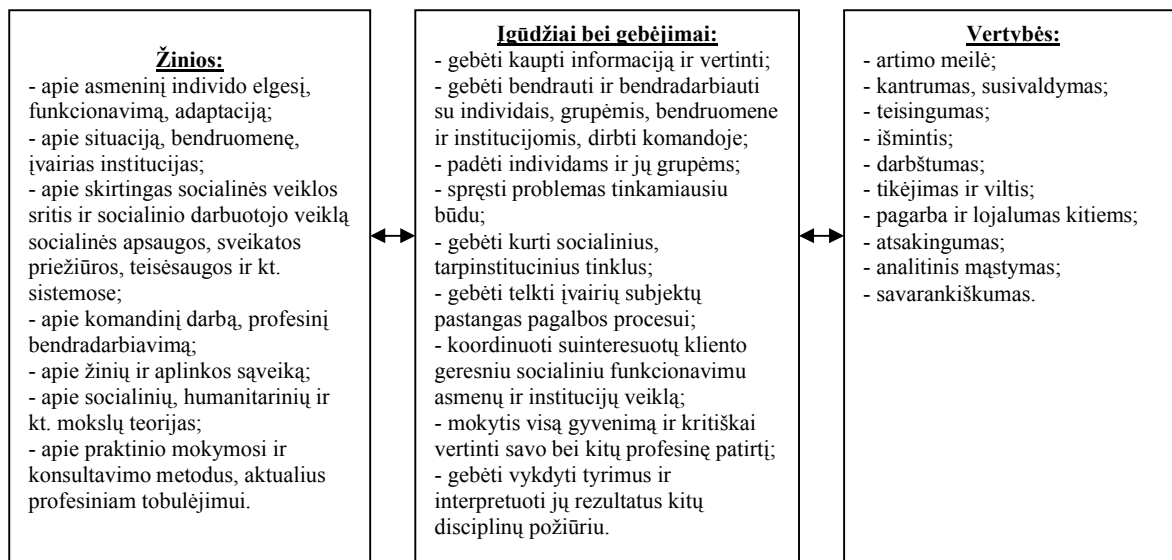 Žinios:
- apie asmeninį individo elgesį,
funkcionavimą, adaptaciją;
- apie situaciją, bendruomenę,
įvairias institucijas;
- apie skirtingas socialinės veiklos
sritis ir socialinio darbuotojo veiklą
socialinės apsaugos, sveikatos
priežiūros, teisėsaugos ir kt.
sistemose;
- apie komandinį darbą, profesinį
bendradarbiavimą;
- apie žinių ir aplinkos sąveiką;
- apie socialinių, humanitarinių ir
kt. mokslų teorijas;
- apie praktinio mokymosi ir
konsultavimo metodus, aktualius
profesiniam tobulėjimui.
Įgūdžiai bei gebėjimai:
- gebėti kaupti informaciją ir vertinti;
- gebėti bendrauti ir bendradarbiauti
su individais, grupėmis, bendruomene
ir institucijomis, dirbti komandoje;
- padėti individams ir jų grupėms;
- spręsti problemas tinkamiausiu
būdu;
- gebėti kurti socialinius,
tarpinstitucinius tinklus;
- gebėti telkti įvairių subjektų
pastangas pagalbos procesui;
- koordinuoti suinteresuotų kliento
geresniu socialiniu funkcionavimu
asmenų ir institucijų veiklą;
- mokytis visą gyvenimą ir kritiškai
vertinti savo bei kitų profesinę patirtį;
- gebėti vykdyti tyrimus ir
interpretuoti jų rezultatus kitų
disciplinų požiūriu.
Vertybės:
- artimo meilė;
- kantrumas, susivaldymas;
- teisingumas;
- išmintis;
- darbštumas;
- tikėjimas ir viltis;
- pagarba ir lojalumas kitiems;
- atsakingumas;
- analitinis mąstymas;
- savarankiškumas.